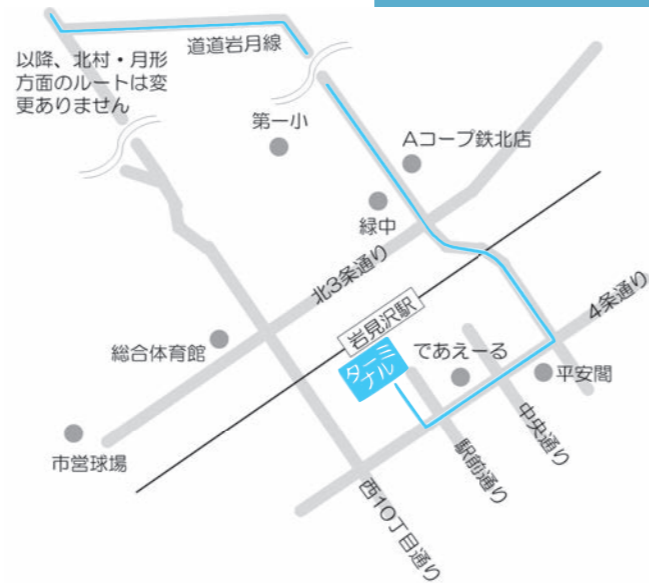 道道岩月線
以降、北村・月形
方面のルートは変
更ありません
第一小
Aコープ鉄北店
緑中
北3条通り
岩見沢駅
ターミ
ナル
であえーる
4条通り
総合体育館
平安閣
中央通り
市営球場
駅前通り
西10丁目通り